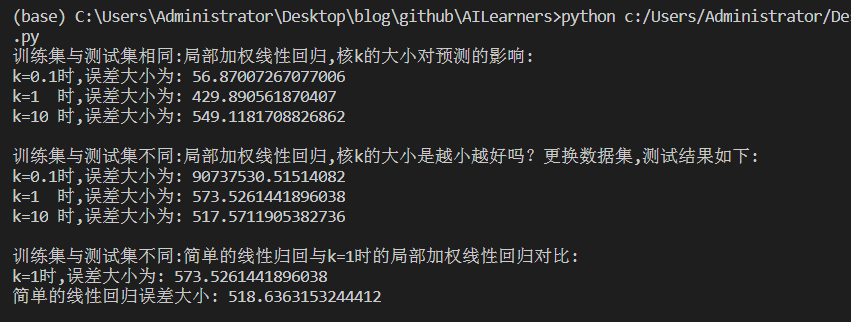 (base) C:\Users\Administrator\Desktop\blog\github\AILearners>python c:/Users/Administrator/De
.py
训练集与测试集相同:局部加权线性回归,核k的大小对预测的影响:
k=0.1时,误差大小为: 56.87007267077006
k=1  时,误差大小为: 429.890561870407
k=10 时,误差大小为: 549.1181708826862
训练集与测试集不同:局部加权线性回归,核k的大小是越小越好吗？更换数据集,测试结果如下:
k=0.1时,误差大小为: 90737530.51514082
k=1  时,误差大小为: 573.5261441896038
k=10 时,误差大小为: 517.5711905382736
训练集与测试集不同:简单的线性归回与k=1时的局部加权线性回归对比:
k=1时,误差大小为: 573.5261441896038
简单的线性回归误差大小: 518.6363153244412